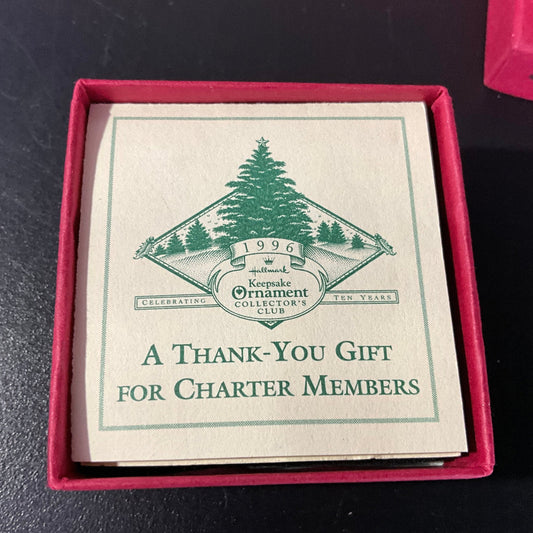 1996
Hallmark
Keepsake
Ornament
COLLECTOR'S
CLUB
CELEBRATING TEN YEARS
A THANK-YOU GIFT
FOR CHARTER MEMBERS